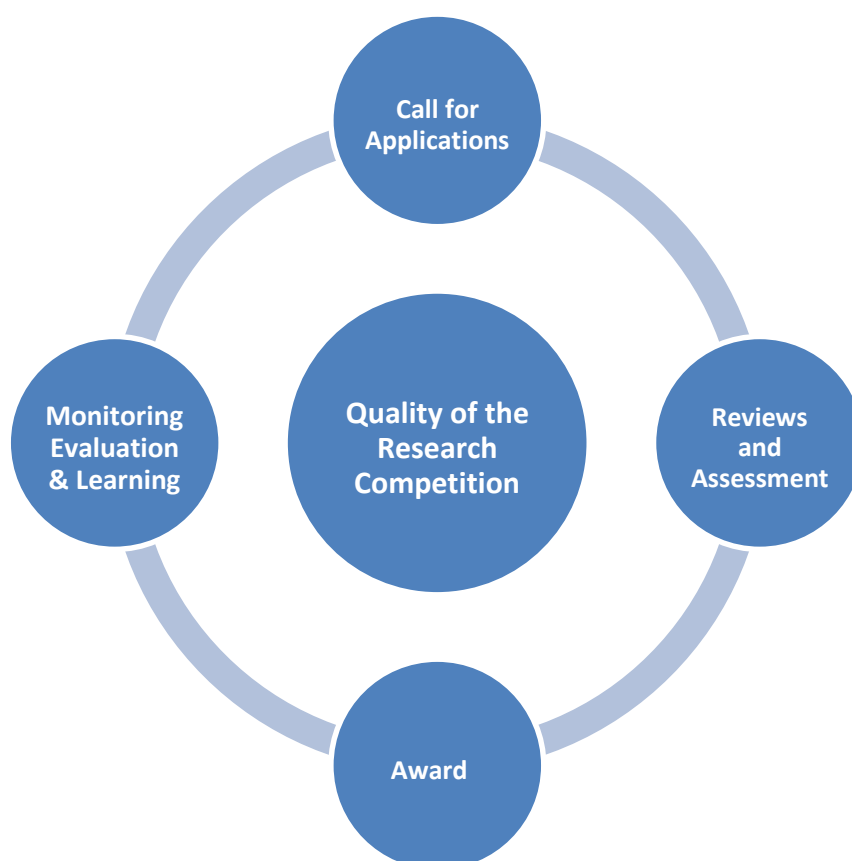 Call for
Applications
Monitoring
Evaluation
& Learning
Quality of the
Research
Competition
Reviews
and
Assessment
Award